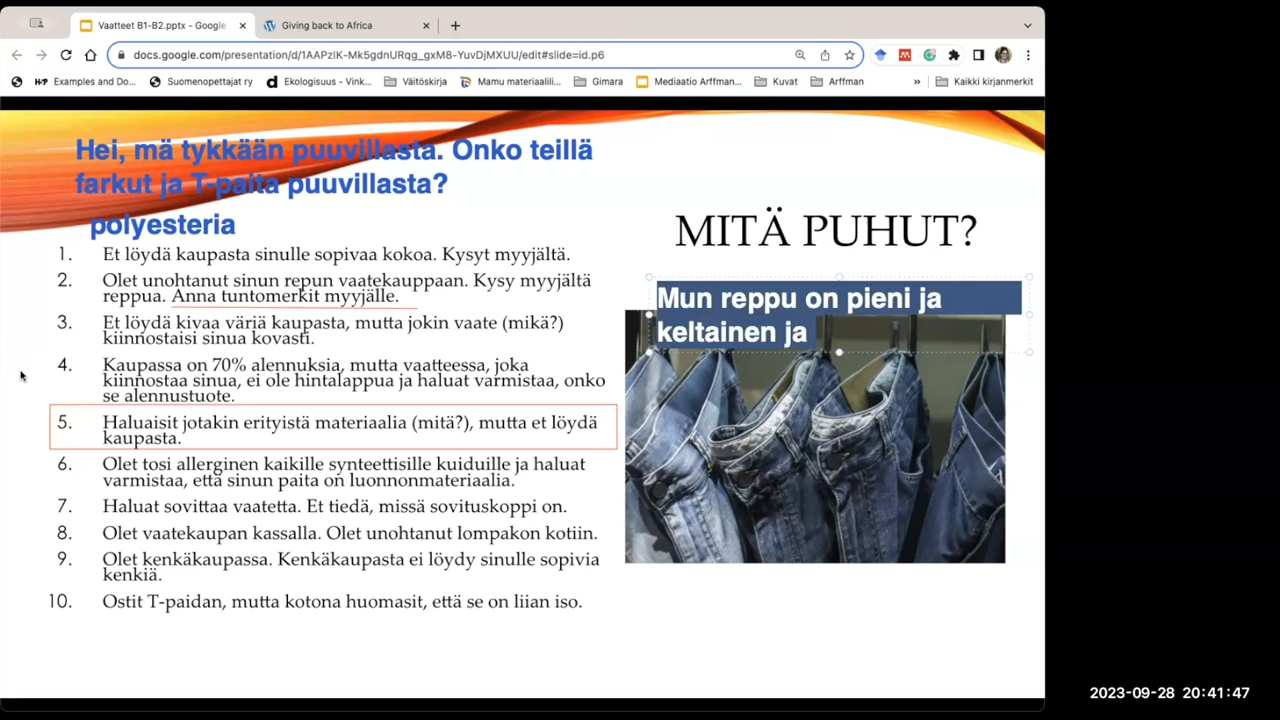 Vaatteet B1-B2.pptx - Google
Giving back to Africa
docs.google.com/presentation/d/1AAPzIK-Mk5gdnURqg_gxM8-YuvDjMXUU/edit#slide=id.p6
Examples and Do...
Suomenopettajat ry
Ekologisuus - Vink...
Väitöskirja
Mamu materiaalili...
Gimara
Mediaatio Arffman...
Kuvat
Arffman
»
Kaikki kirjanmerkit
Hei, mä tykkään puuvillasta. Onko teillä
farkut ja T-paita puuvillasta?
polyesteria
MITÄ PUHUT?
Mun reppu on pieni ja
keltainen ja
1. Et löydä kaupasta sinulle sopivaa kokoa. Kysyt myyjältä.
2. Olet unohtanut sinun repun vaatekauppaan. Kysy myyjältä
reppua. Anna tuntomerkit myyjälle.
3. Et löydä kivaa väriä kaupasta, mutta jokin vaate (mikä?)
kiinnostaisi sinua kovasti.
4. Kaupassa on 70% alennuksia, mutta vaatteessa, joka
kiinnostaa sinua, ei ole hintalappua ja haluat varmistaa, onko
se alennustuote.
5. Haluaisit jotakin erityistä materiaalia (mitä?), mutta et löydä
kaupasta.
6. Olet tosi allerginen kaikille synteettisille kuiduille ja haluat
varmistaa, että sinun paita on luonnonmateriaalia.
7. Haluat sovittaa vaatetta. Et tiedä, missä sovituskoppi on.
8. Olet vaatekaupan kassalla. Olet unohtanut lompakon kotiin.
9. Olet kenkäkaupassa. Kenkäkaupasta ei löydy sinulle sopivia
kenkiä.
10. Ostit T-paidan, mutta kotona huomasit, että se on liian iso.
2023-09-28 20:41:47